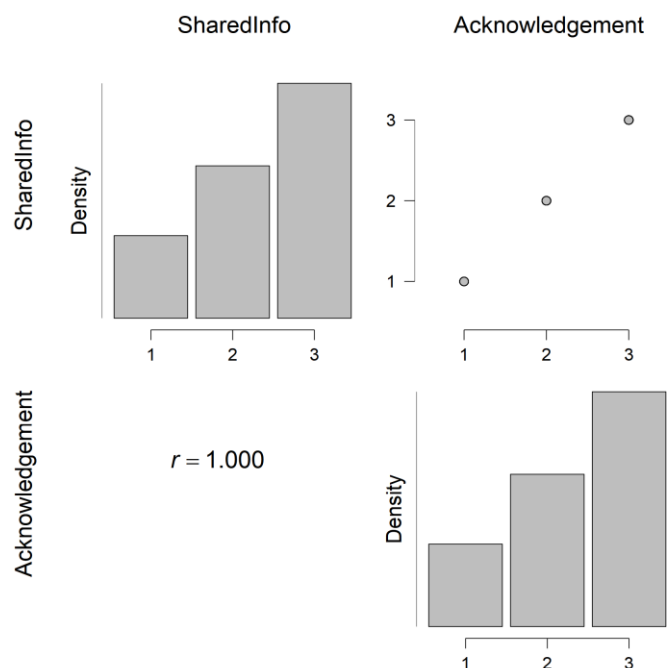 SharedInfo
Acknowledgement
SharedInfo
Density
3
2
1
1
2
3
1
2
3
Acknowledgement
r = 1.000
Density
1
2
3